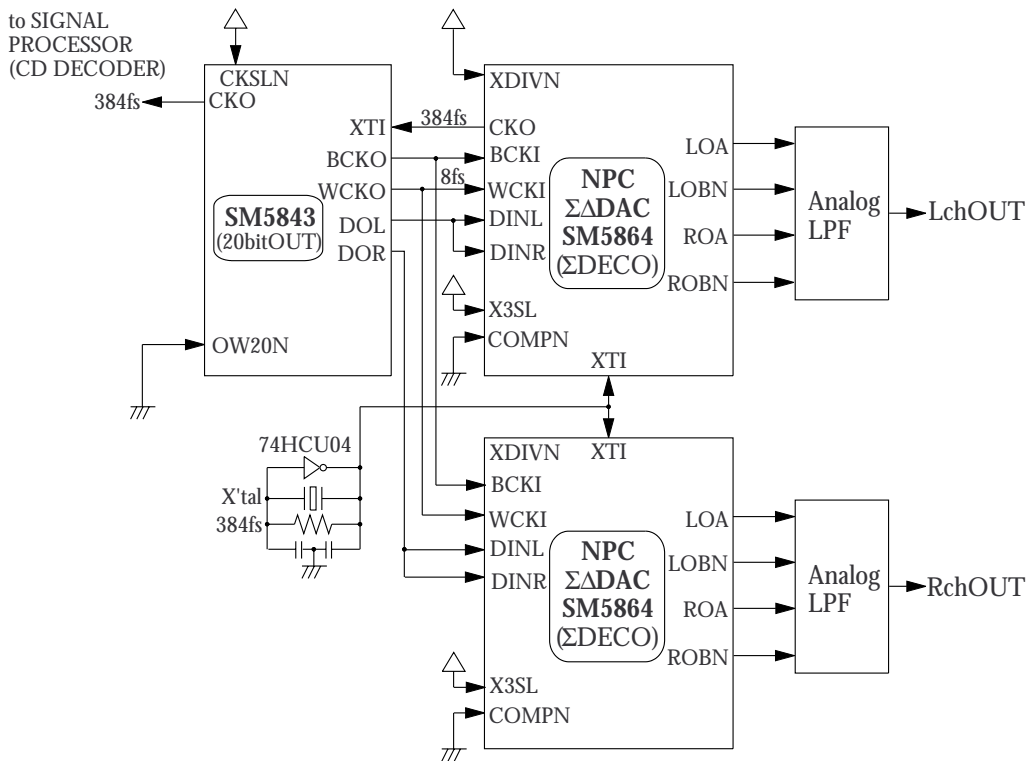 to SIGNAL
PROCESSOR
(CD DECODER)
384fs
CKSLN
CKO
XTI
BCKO
WCKO
DOL
DOR
SM5843
(20bitOUT)
OW20N
384fs
8fs
XDIVN
CKO
BCKI
WCKI
DINL
DINR
X3SL
COMPN
XTI
NPC
ΣΔDAC
SM5864
(ΣDECO)
LOA
LOBN
ROA
ROBN
Analog
LPF
LchOUT
74HCU04
X'tal
384fs
XDIVN
XTI
BCKI
WCKI
DINL
DINR
X3SL
COMPN
NPC
ΣΔDAC
SM5864
(ΣDECO)
LOA
LOBN
ROA
ROBN
Analog
LPF
RchOUT